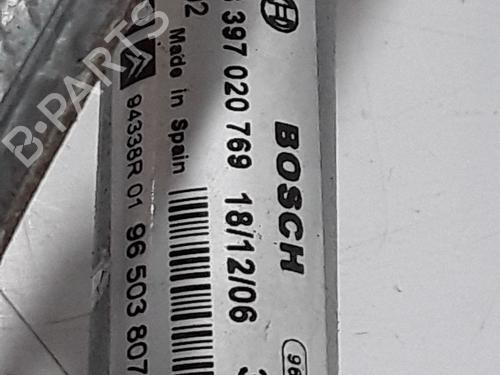 BOSCH
397 020 769 18/12/06
Made in Spain
94338R 01 96 503 807
B-PARTS